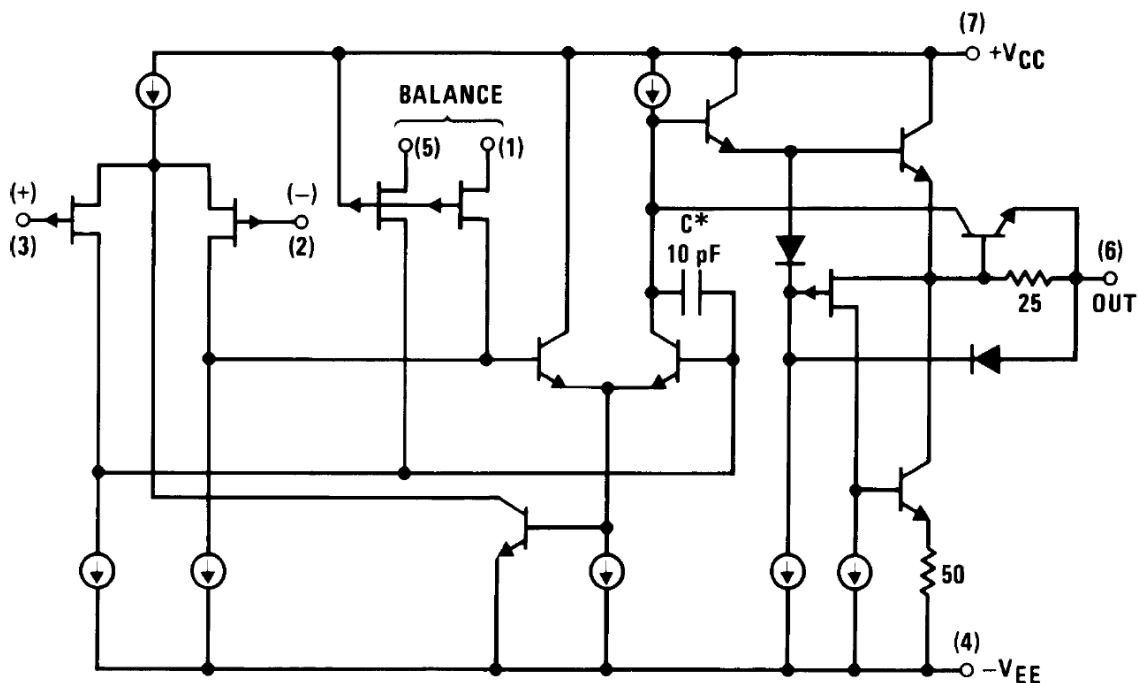 (7)
+VCC
BALANCE
(5)
(1)
(+)
(3)
(−)
(2)
C*
10 pF
(6)
OUT
25
50
(4)
−VEE